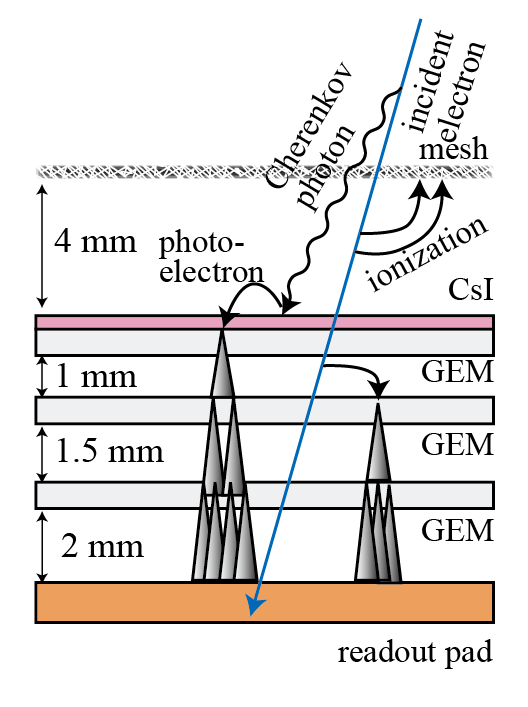 incident
electron
Cherenkov
photon
mesh
4 mm
photo-
electron
ionization
CsI
1 mm
GEM
1.5 mm
GEM
2 mm
GEM
readout pad